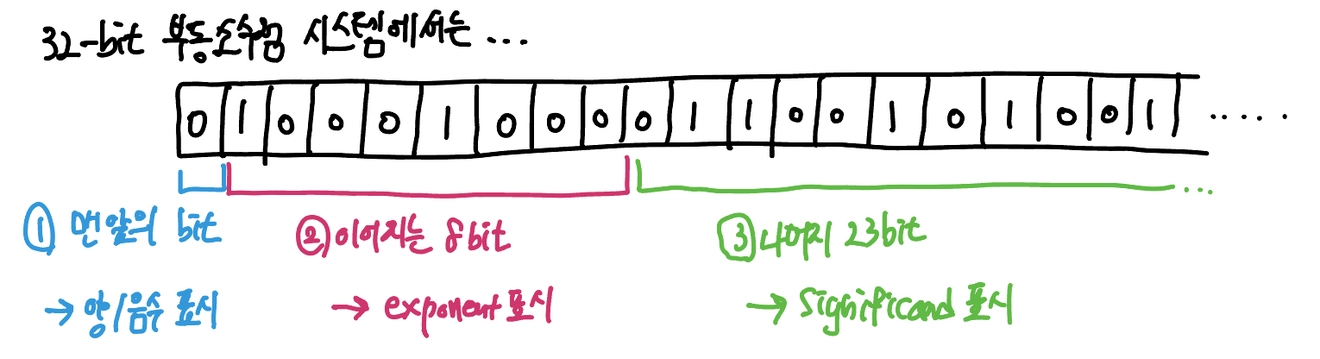 32-bit 부동소수점 시스템에서는 ...
0 1 0 0 0 1 0 0 0 0 1 1 0 0 1 0 1 0 0 1 .....
① 맨 앞의 bit
② 이어지는 8bit
③ 나머지 23bit
→ 양/음수 표시
→ exponent 표시
→ significand 표시